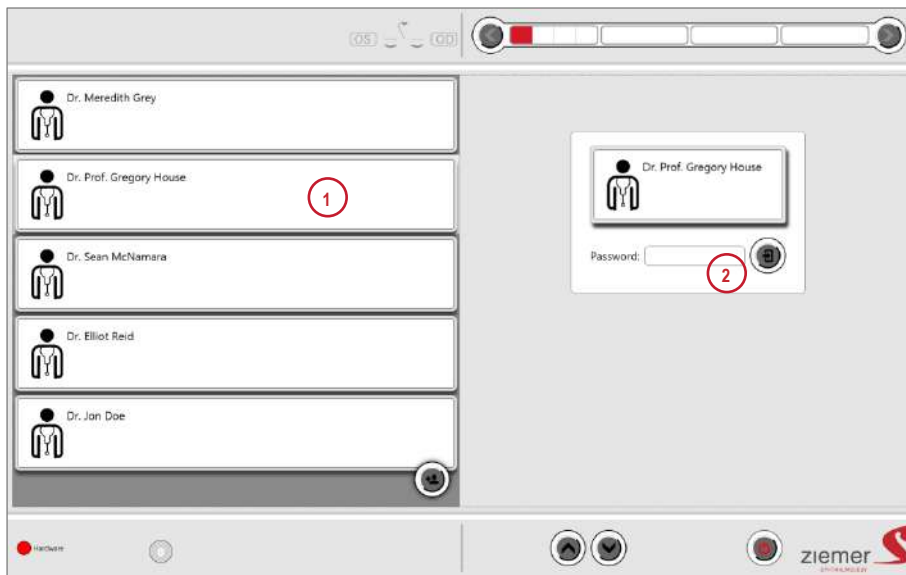 OS OD
Dr. Meredith Grey
Dr. Prof. Gregory House
1
Dr. Sean McNamara
Dr. Elliot Reid
Dr. Jon Doe
Dr. Prof. Gregory House
Password:
2
Hardware
ziemer
OPHTHALMOLOGY